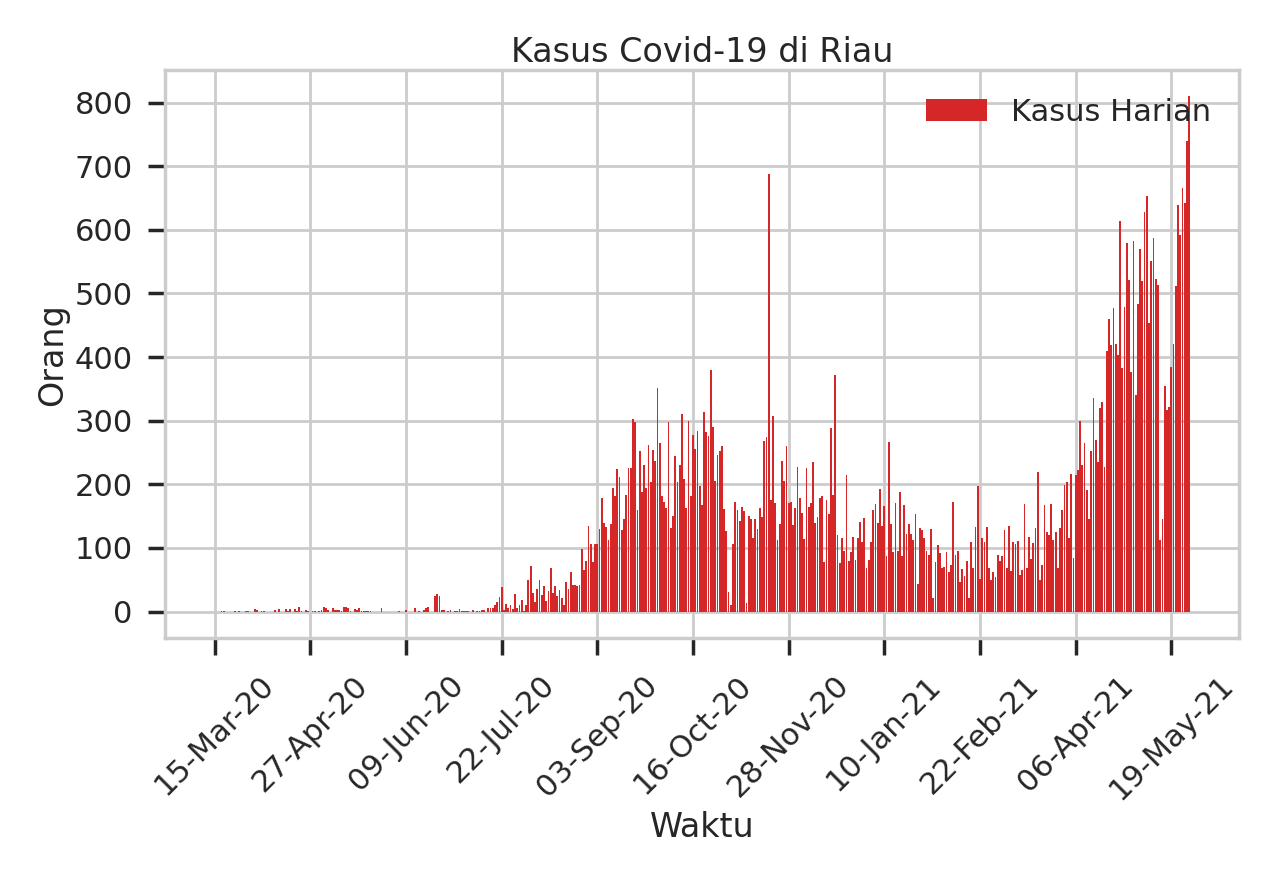 Kasus Covid-19 di Riau
Kasus Harian
Orang
800
700
600
500
400
300
200
100
0
15-Mar-20
27-Apr-20
09-Jun-20
22-Jul-20
03-Sep-20
16-Oct-20
28-Nov-20
10-Jan-21
22-Feb-21
06-Apr-21
19-May-21
Waktu